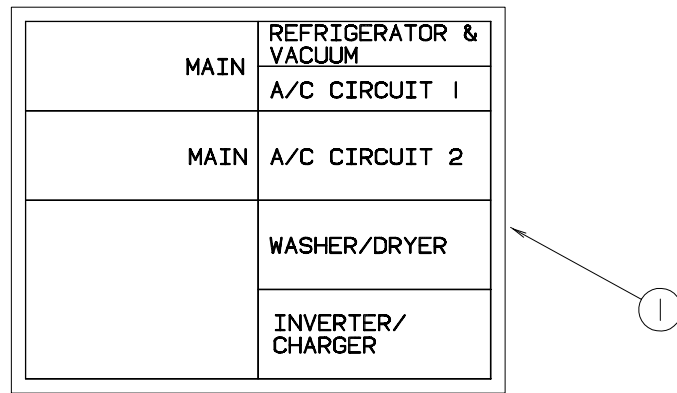 MAIN
REFRIGERATOR &
VACUUM
A/C CIRCUIT 1
MAIN
A/C CIRCUIT 2
WASHER/DRYER
INVERTER/
CHARGER
1